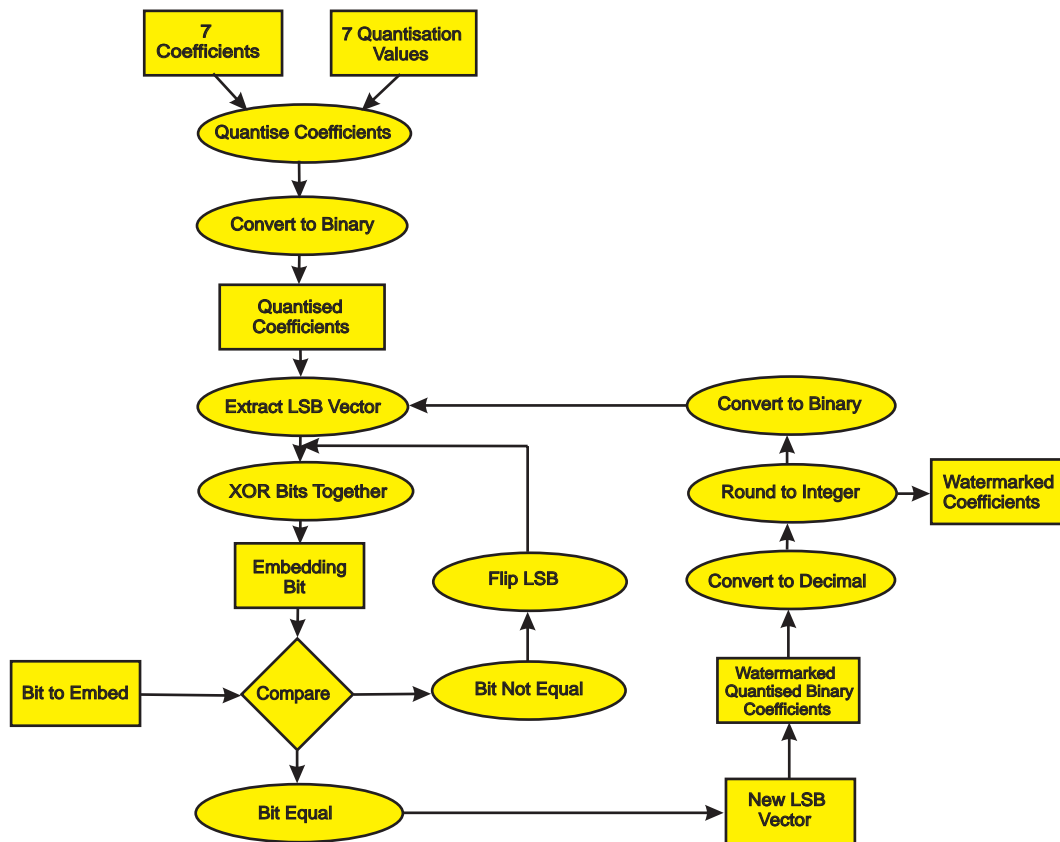 7
Coefficients
7 Quantisation
Values
Quantise Coefficients
Convert to Binary
Quantised
Coefficients
Extract LSB Vector
Convert to Binary
XOR Bits Together
Round to Integer
Watermarked
Coefficients
Embedding
Bit
Flip LSB
Convert to Decimal
Bit to Embed
Compare
Bit Not Equal
Watermarked
Quantised Binary
Coefficients
Bit Equal
New LSB
Vector